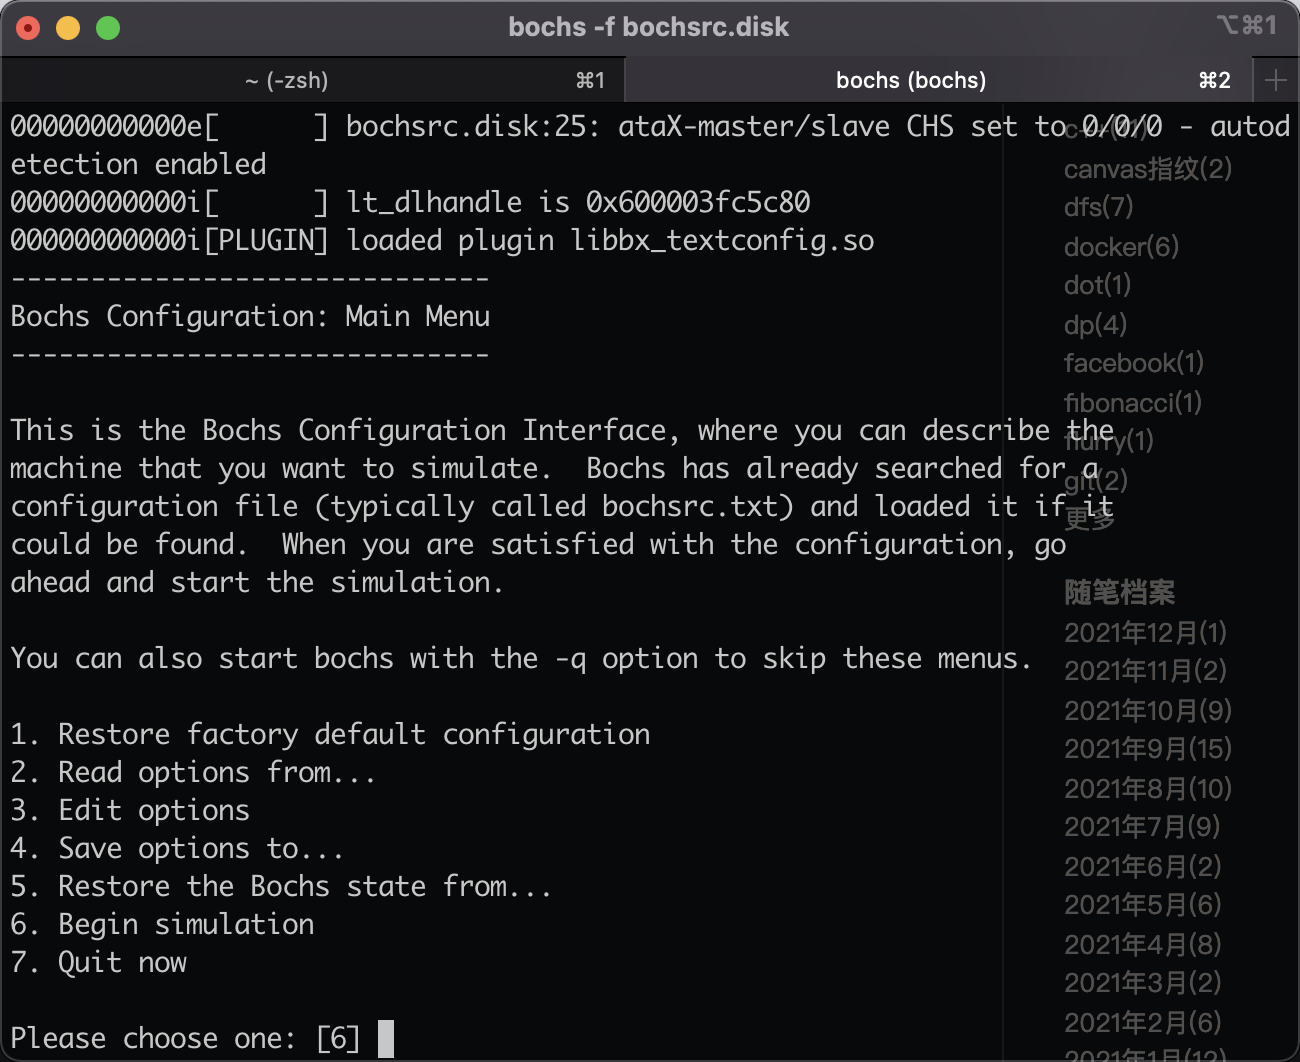 bochs -f bochsrc.disk
⌥⌘1
~ (-zsh) ⌘1
bochs (bochs) ⌘2
00000000000e[      ] bochsrc.disk:25: ataX-master/slave CHS set to 0/0/0 - autod
etection enabled
00000000000i[      ] lt_dlhandle is 0x600003fc5c80
00000000000i[PLUGIN] loaded plugin libbx_textconfig.so
------------------------------
Bochs Configuration: Main Menu
------------------------------
This is the Bochs Configuration Interface, where you can describe the
machine that you want to simulate.  Bochs has already searched for a
configuration file (typically called bochsrc.txt) and loaded it if it
could be found.  When you are satisfied with the configuration, go
ahead and start the simulation.
You can also start bochs with the -q option to skip these menus.
1. Restore factory default configuration
2. Read options from...
3. Edit options
4. Save options to...
5. Restore the Bochs state from...
6. Begin simulation
7. Quit now
Please choose one: [6]
canvas指纹(2)
dfs(7)
docker(6)
dot(1)
dp(4)
facebook(1)
fibonacci(1)
flurry(1)
git(2)
更多
随笔档案
2021年12月(1)
2021年11月(2)
2021年10月(9)
2021年9月(15)
2021年8月(10)
2021年7月(9)
2021年6月(2)
2021年5月(6)
2021年4月(8)
2021年3月(2)
2021年2月(6)
2021年1月(12)